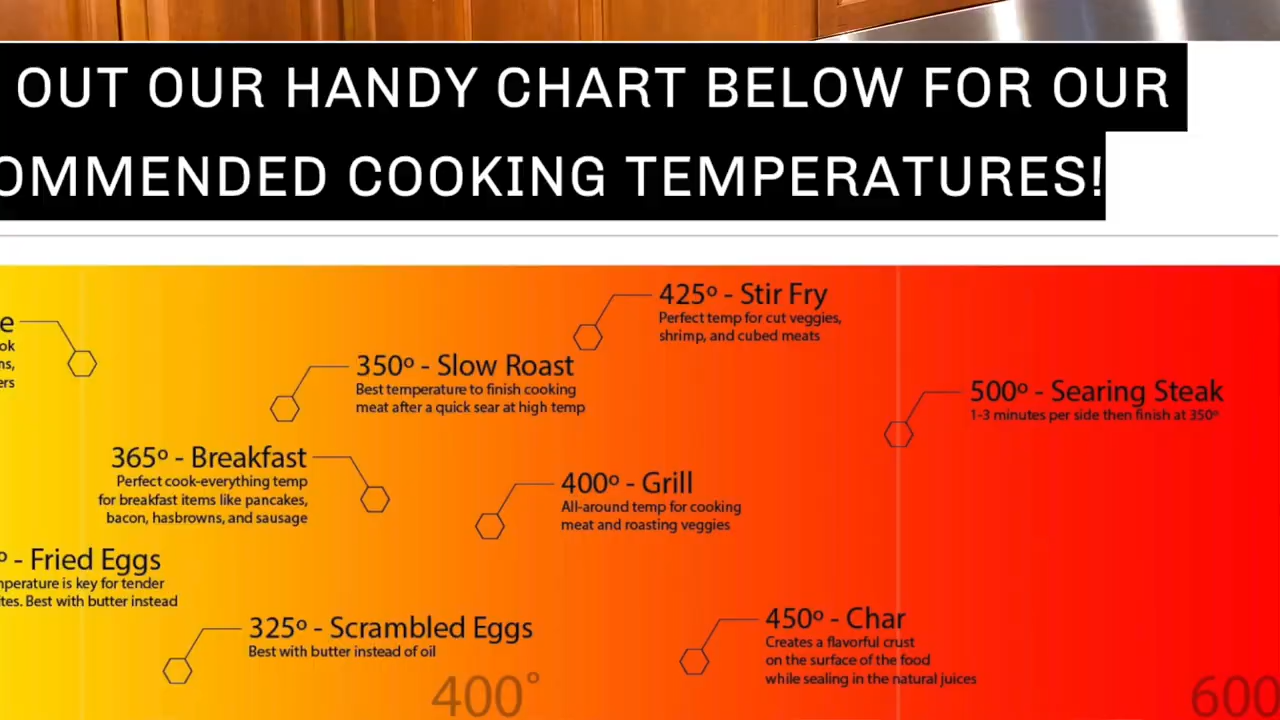 OUT OUR HANDY CHART BELOW FOR OUR
COOKING TEMPERATURES!
425º - Stir Fry
Perfect temp for cut veggies,
shrimp, and cubed meats
350º - Slow Roast
Best temperature to finish cooking
meat after a quick sear at high temp
500º - Searing Steak
1-3 minutes per side then finish at 350º
365º - Breakfast
Perfect cook-everything temp
for breakfast items like pancakes,
bacon, hasbrowns, and sausage
400º - Grill
All-around temp for cooking
meat and roasting veggies
º - Fried Eggs
is key for tender
Best with butter instead
325º - Scrambled Eggs
Best with butter instead of oil
450º - Char
Creates a flavorful crust
on the surface of the food
while sealing in the natural juices
400°
600